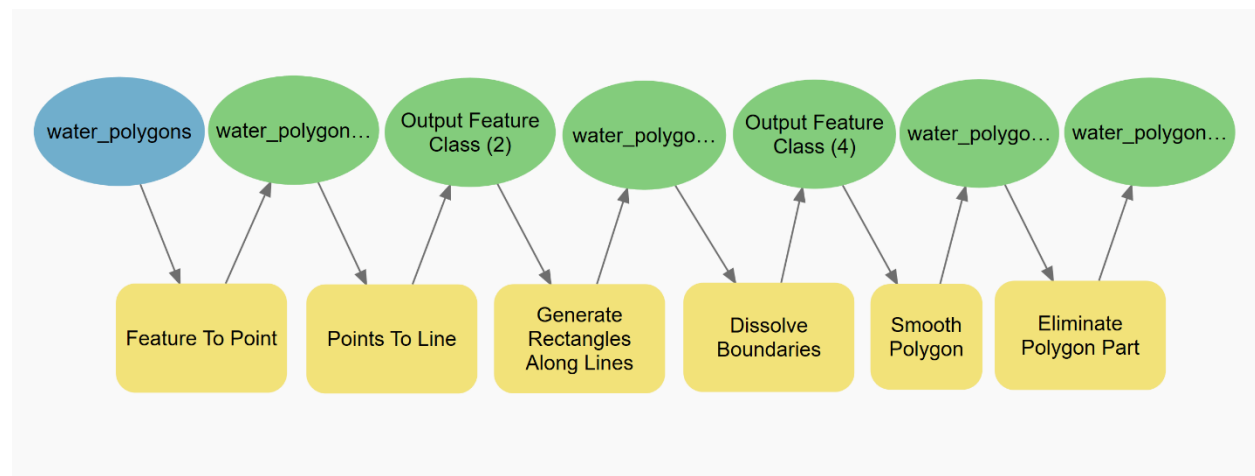 water_polygons
water_polygon...
Output Feature
Class (2)
water_polygo...
Output Feature
Class (4)
water_polygo...
water_polygon...
Feature To Point
Points To Line
Generate
Rectangles
Along Lines
Dissolve
Boundaries
Smooth
Polygon
Eliminate
Polygon Part